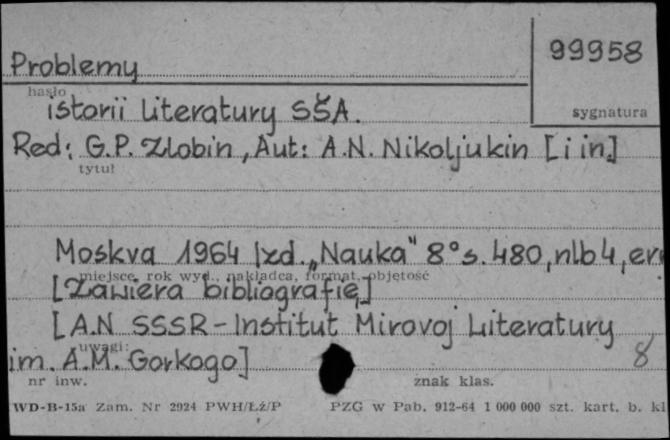 99958
Problemy
hasło
istorii literatury SŠA.
sygnatura
Red: G.P. Zlobin, Aut: A.N. Nikoljukin [i in.]
tytuł
Moskva 1964 Izd. „Nauka" 8° s. 480, nlb 4, err
miejsce, rok wyd., nakładca, format, objętość
[Zawiera bibliografię]
[A.N SSSR - Institut Mirovoj Literatury
uwagi:
im. A.M. Gorkogo] 8
nr inw. znak klas.
WD-B-15a Zam. Nr 2924 PWH/Łź/P PZG w Pab. 912-64 1 000 000 szt. kart. b. kl